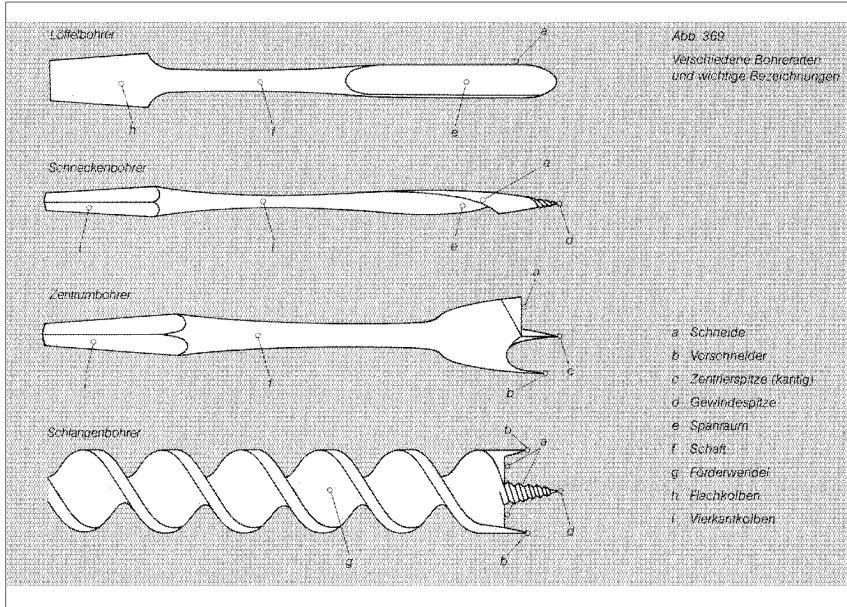 Löffelbohrer
a
h
f
e
Abb. 369
Verschiedene Bohrerarten
und wichtige Bezeichnungen
Schneckenbohrer
a
i
f
e
d
Zentrumbohrer
a
i
f
b
c
Schlangenbohrer
b
a
g
b
d
a Schneide
b Vorschneider
c Zentrierspitze (kantig)
d Gewindespitze
e Spanraum
f Schaft
g Förderwendel
h Flachkolben
i Vierkantkolben